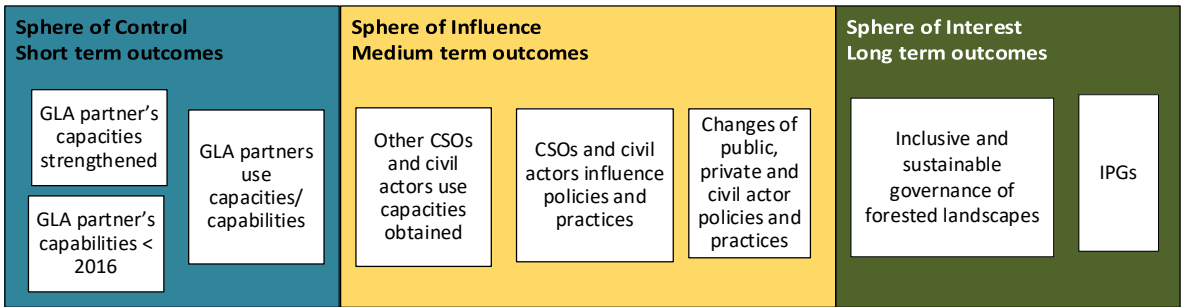 Sphere of Control
Short term outcomes
GLA partner's
capacities
strengthened
GLA partner's
capabilities <
2016
GLA partners
use
capacities/
capabilities
Sphere of Influence
Medium term outcomes
Other CSOs
and civil
actors use
capacities
obtained
CSOs and civil
actors influence
policies and
practices
Changes of
public,
private and
civil actor
policies and
practices
Sphere of Interest
Long term outcomes
Inclusive and
sustainable
governance of
forested landscapes
IPGs